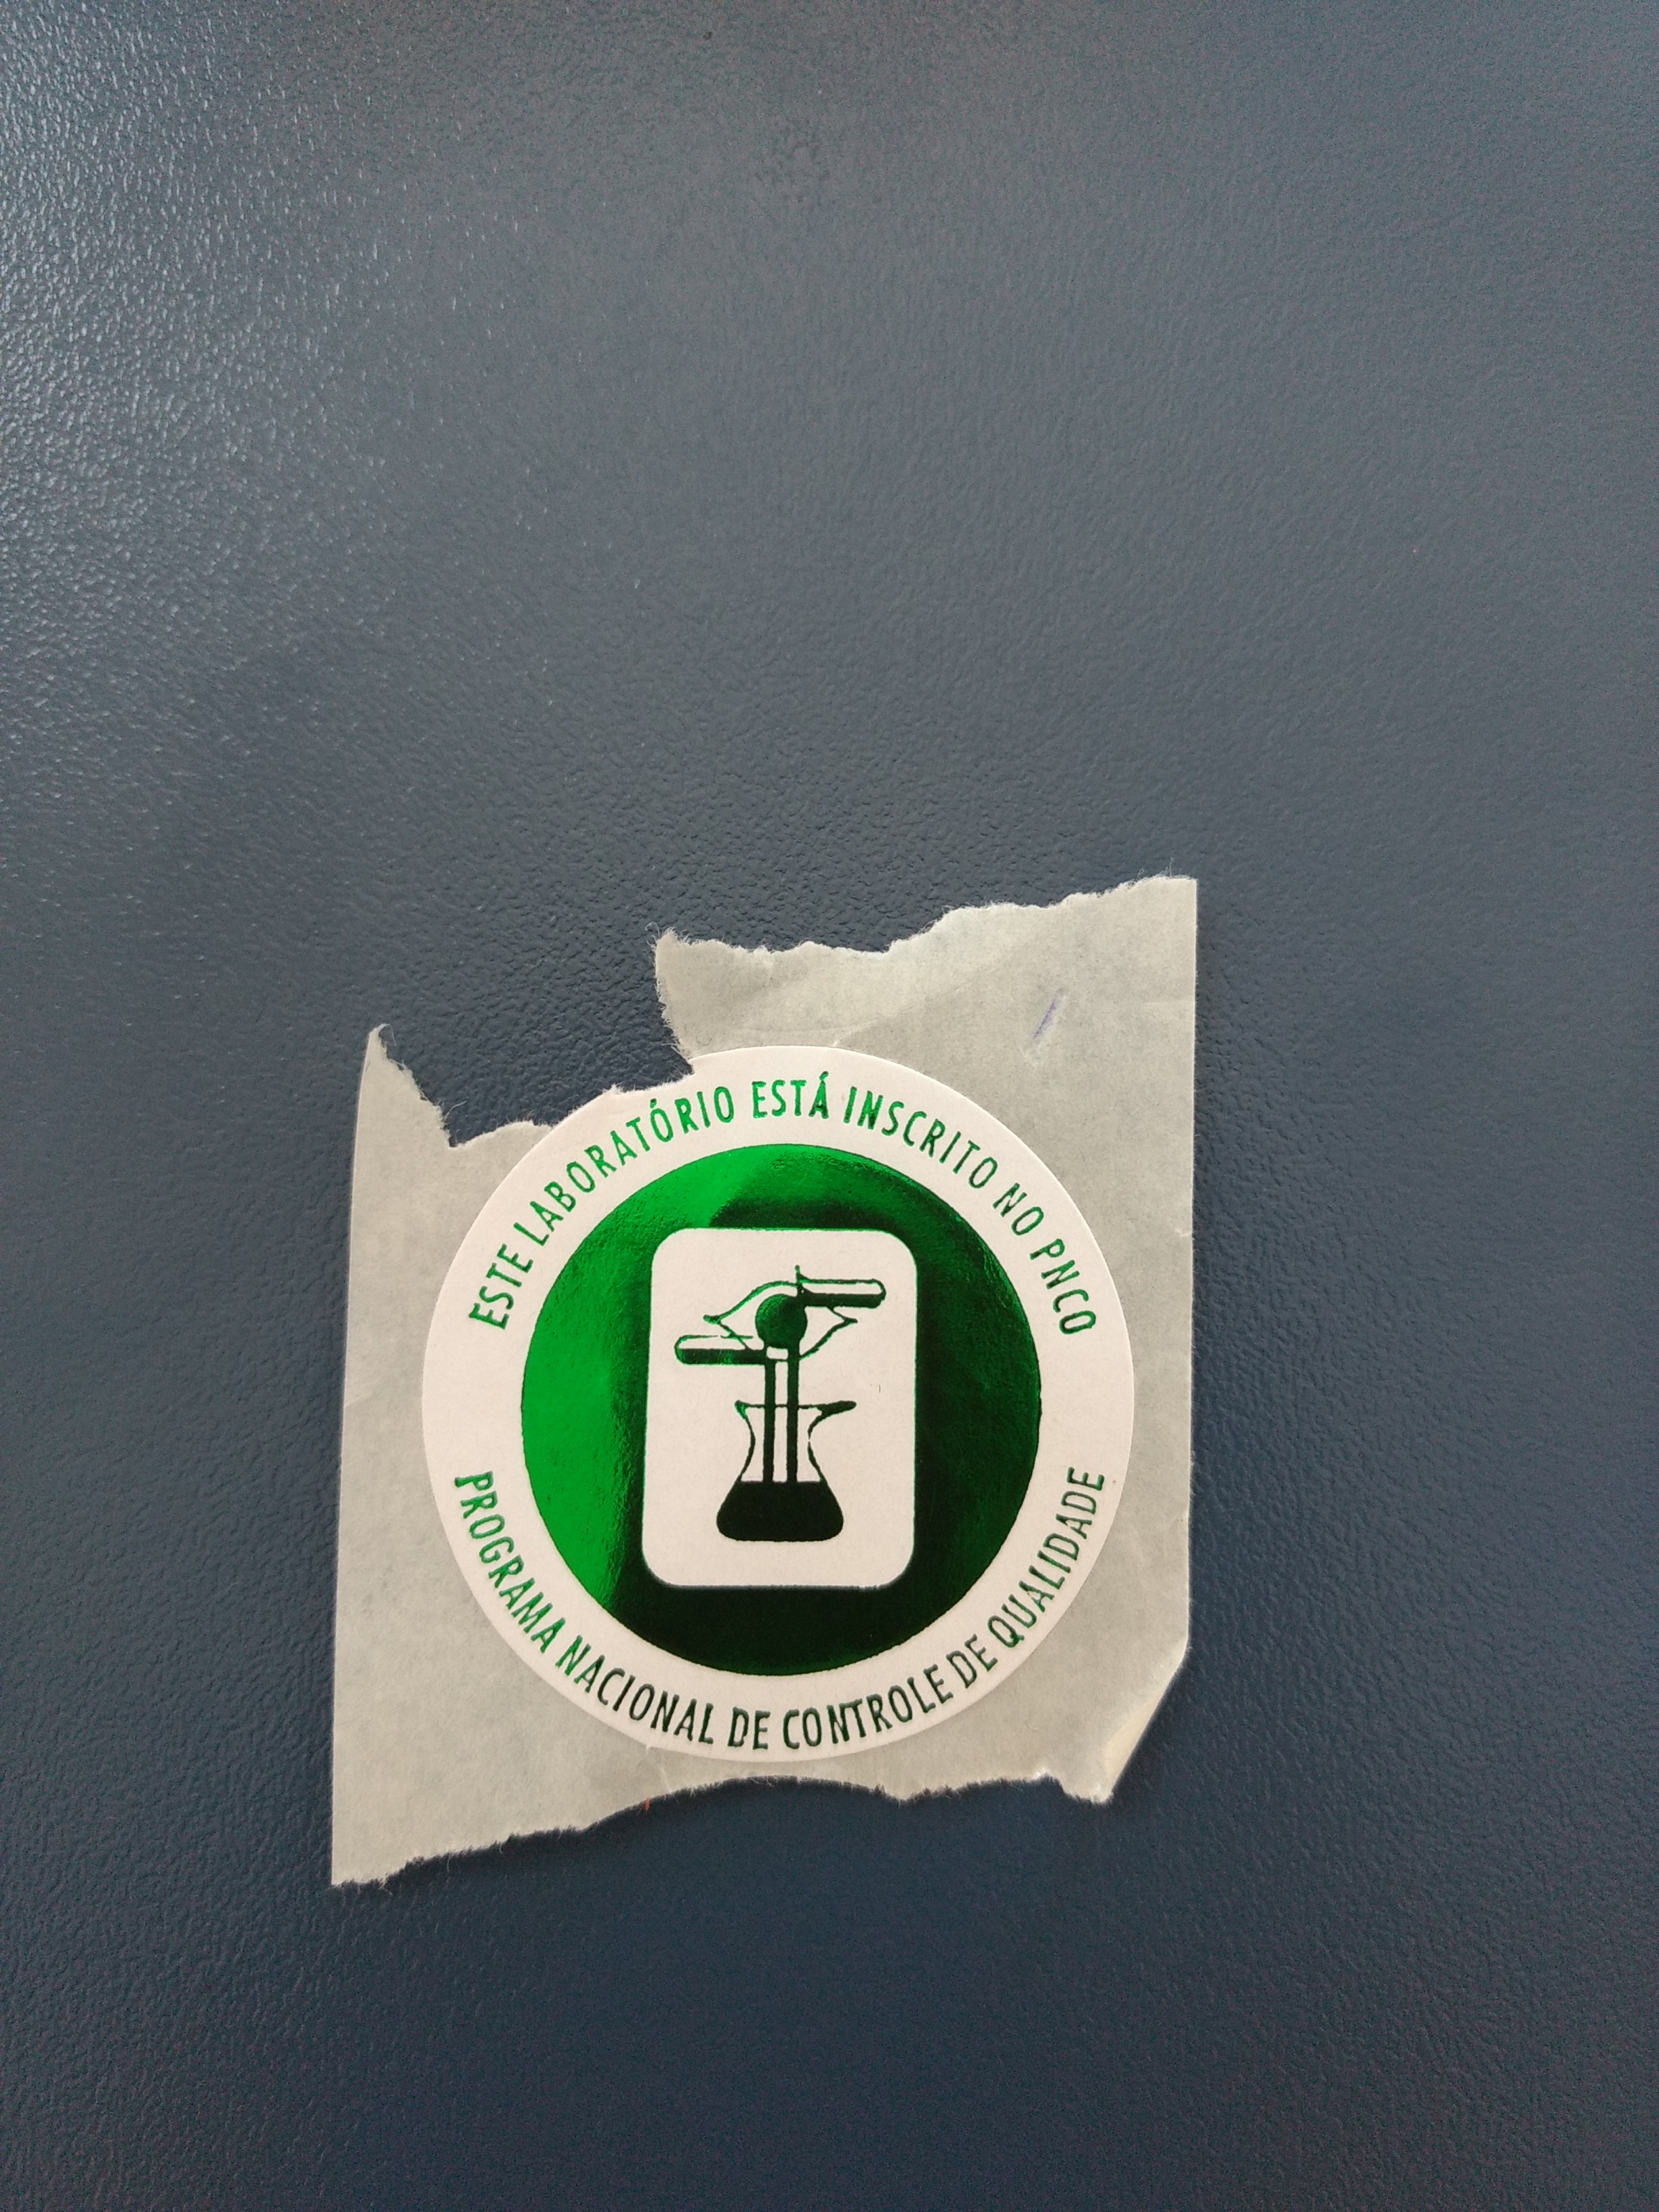 ESTE LABORATÓRIO ESTÁ INSCRITO NO PNCQ
PROGRAMA NACIONAL DE CONTROLE DE QUALIDADE